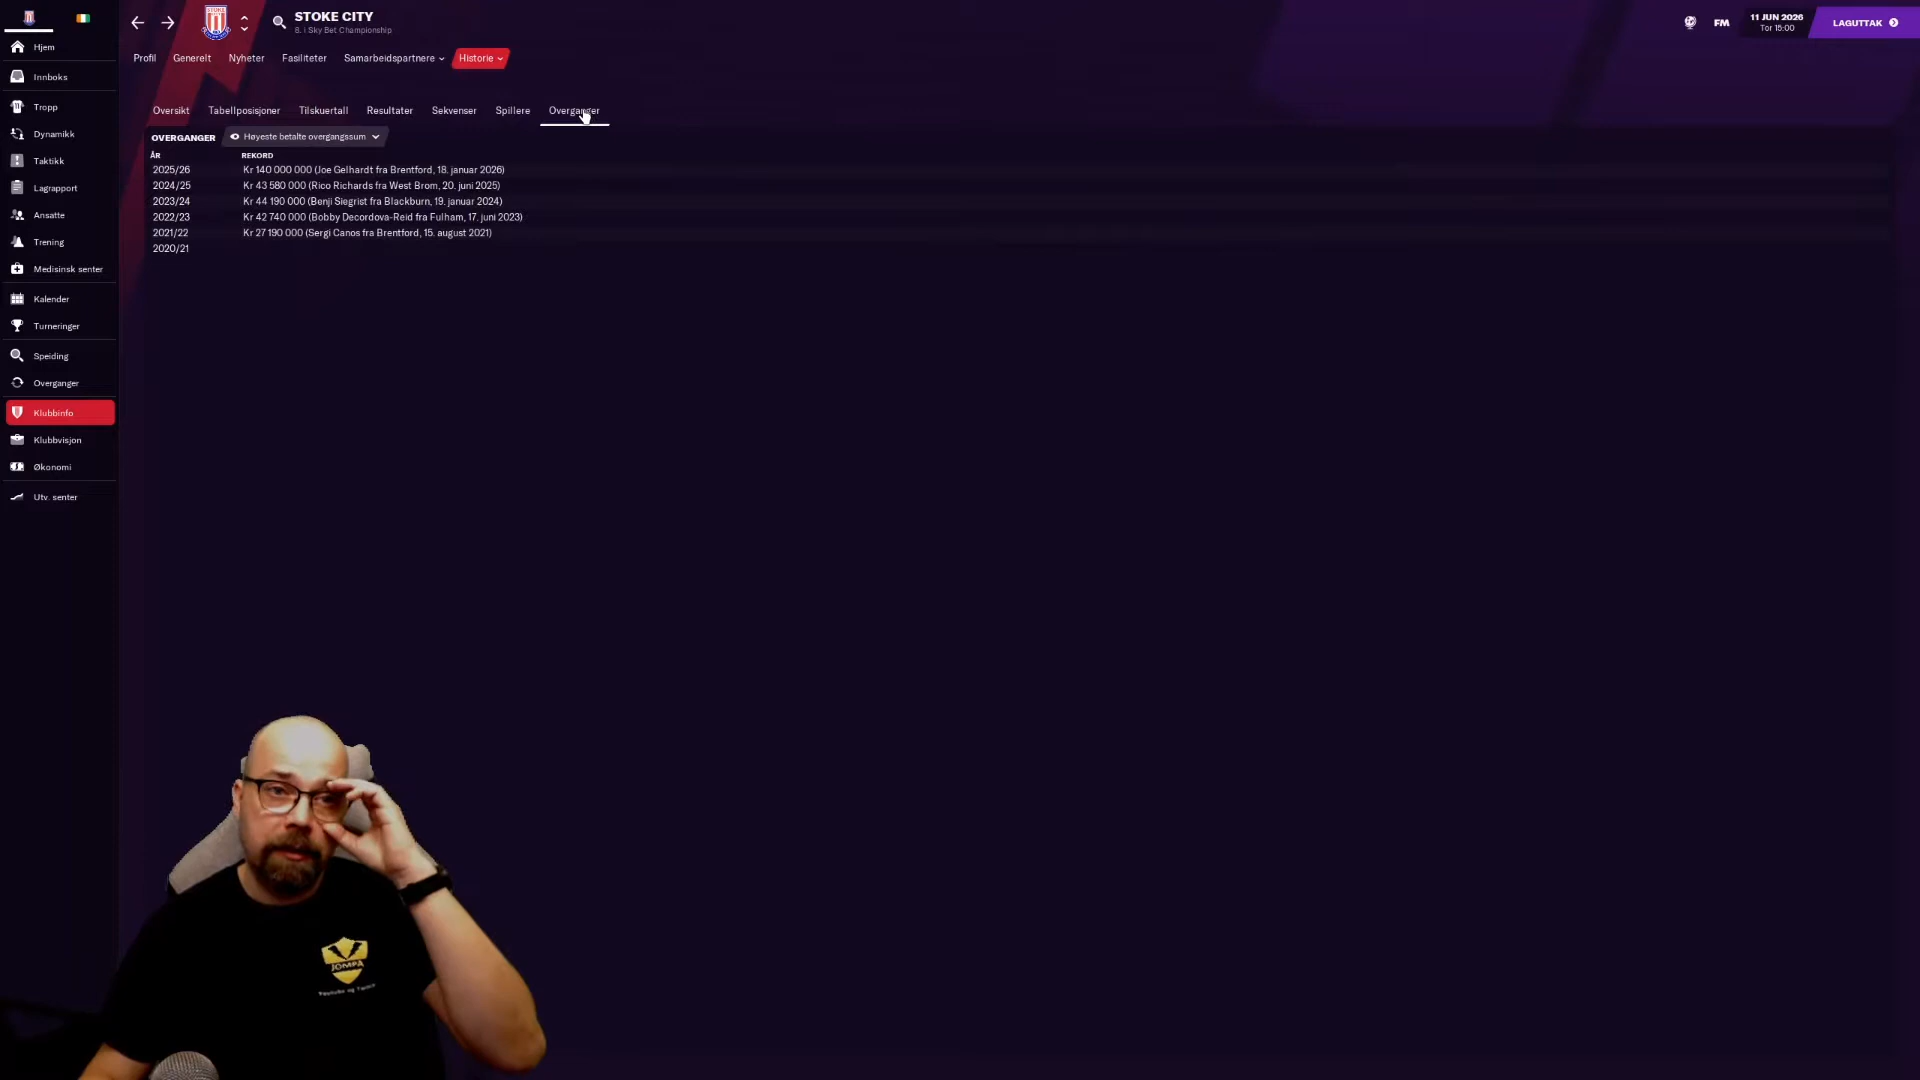 STOKE CITY
8. i Sky Bet Championship
FM
11 JUN 2026
Tor 15:00
LAGUTTAK
Profil
Generelt
Nyheter
Fasiliteter
Samarbeidspartnere
Historie
Oversikt
Tabellposisjoner
Tilskuertall
Resultater
Sekvenser
Spillere
Overganger
OVERGANGER
Høyeste betalte overgangssum
ÅR REKORD
2025/26 Kr 140 000 000 (Joe Gelhardt fra Brentford, 18. januar 2026)
2024/25 Kr 43 580 000 (Rico Richards fra West Brom, 20. juni 2025)
2023/24 Kr 44 190 000 (Benji Siegrist fra Blackburn, 19. januar 2024)
2022/23 Kr 42 740 000 (Bobby Decordova-Reid fra Fulham, 17. juni 2023)
2021/22 Kr 27 190 000 (Sergi Canos fra Brentford, 15. august 2021)
2020/21
Hjem
Innboks
Tropp
Dynamikk
Taktikk
Lagrapport
Ansatte
Trening
Medisinsk senter
Kalender
Turneringer
Speiding
Overganger
Klubbinfo
Klubbvisjon
Økonomi
Utv. senter
JOMPA
Youtube og Twitch